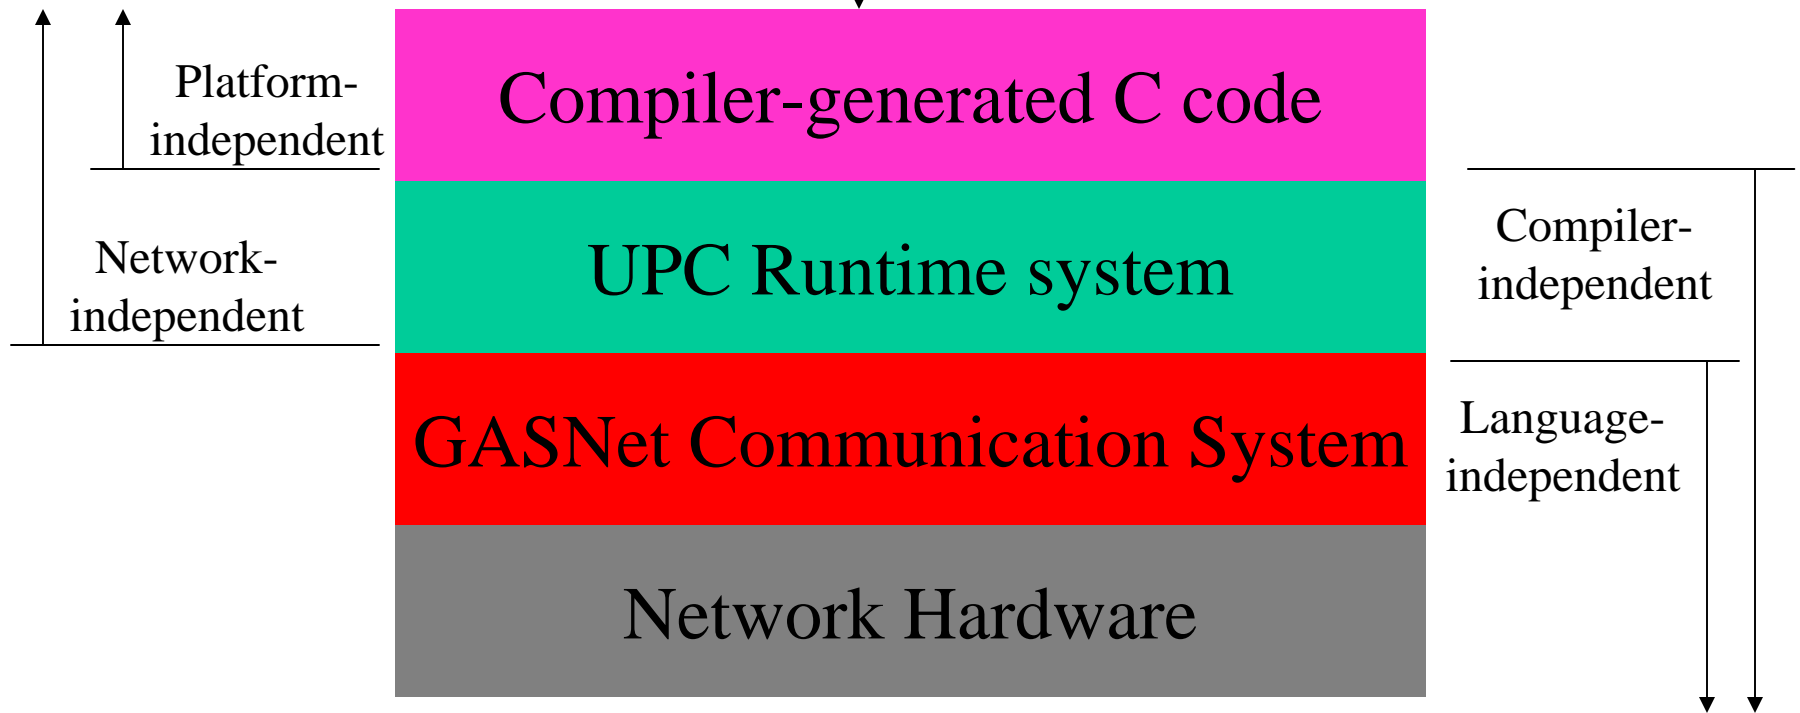 Platform-
independent
Compiler-generated C code
Network-
independent
UPC Runtime system
Compiler-
independent
GASNet Communication System
Language-
independent
Network Hardware